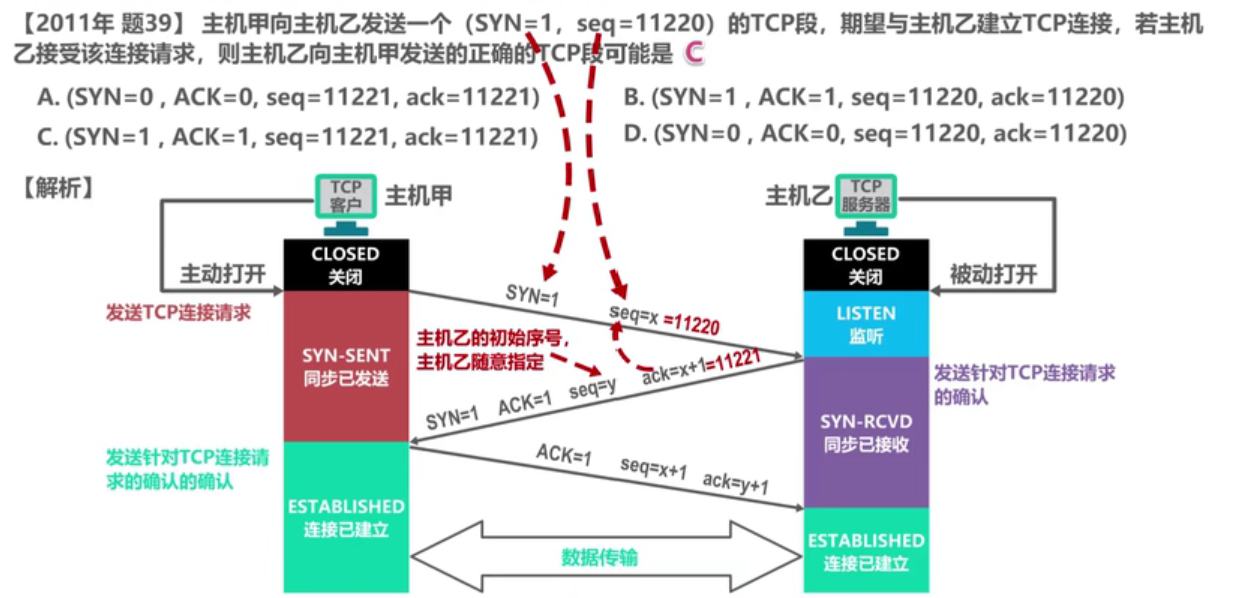 【2011年 题39】 主机甲向主机乙发送一个（SYN=1，seq=11220）的TCP段，期望与主机乙建立TCP连接，若主机
乙接受该连接请求，则主机乙向主机甲发送的正确的TCP段可能是 C
A. (SYN=0 , ACK=0, seq=11221, ack=11221)
B. (SYN=1 , ACK=1, seq=11220, ack=11220)
C. (SYN=1 , ACK=1, seq=11221, ack=11221)
D. (SYN=0 , ACK=0, seq=11220, ack=11220)
【解析】
TCP
客户
主机甲
主机乙
TCP
服务器
CLOSED
关闭
CLOSED
关闭
主动打开
被动打开
发送TCP连接请求
SYN=1
seq=x =11220
LISTEN
监听
主机乙的初始序号，
主机乙随意指定
SYN-SENT
同步已发送
SYN=1 ACK=1 seq=y ack=x+1=11221
发送针对TCP连接请求
的确认
SYN-RCVD
同步已接收
发送针对TCP连接请
求的确认的确认
ACK=1 seq=x+1 ack=y+1
ESTABLISHED
连接已建立
数据传输
ESTABLISHED
连接已建立